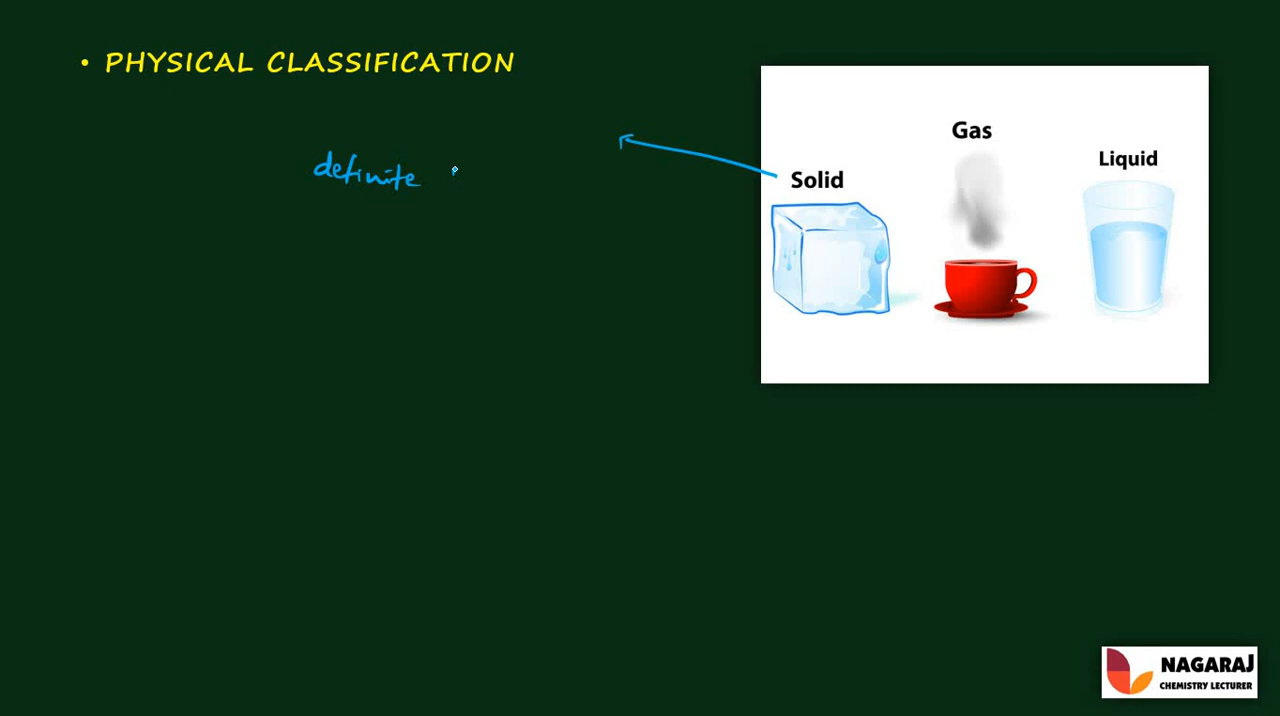 • PHYSICAL CLASSIFICATION
definite
Solid
Gas
Liquid
NAGARAJ
CHEMISTRY LECTURER